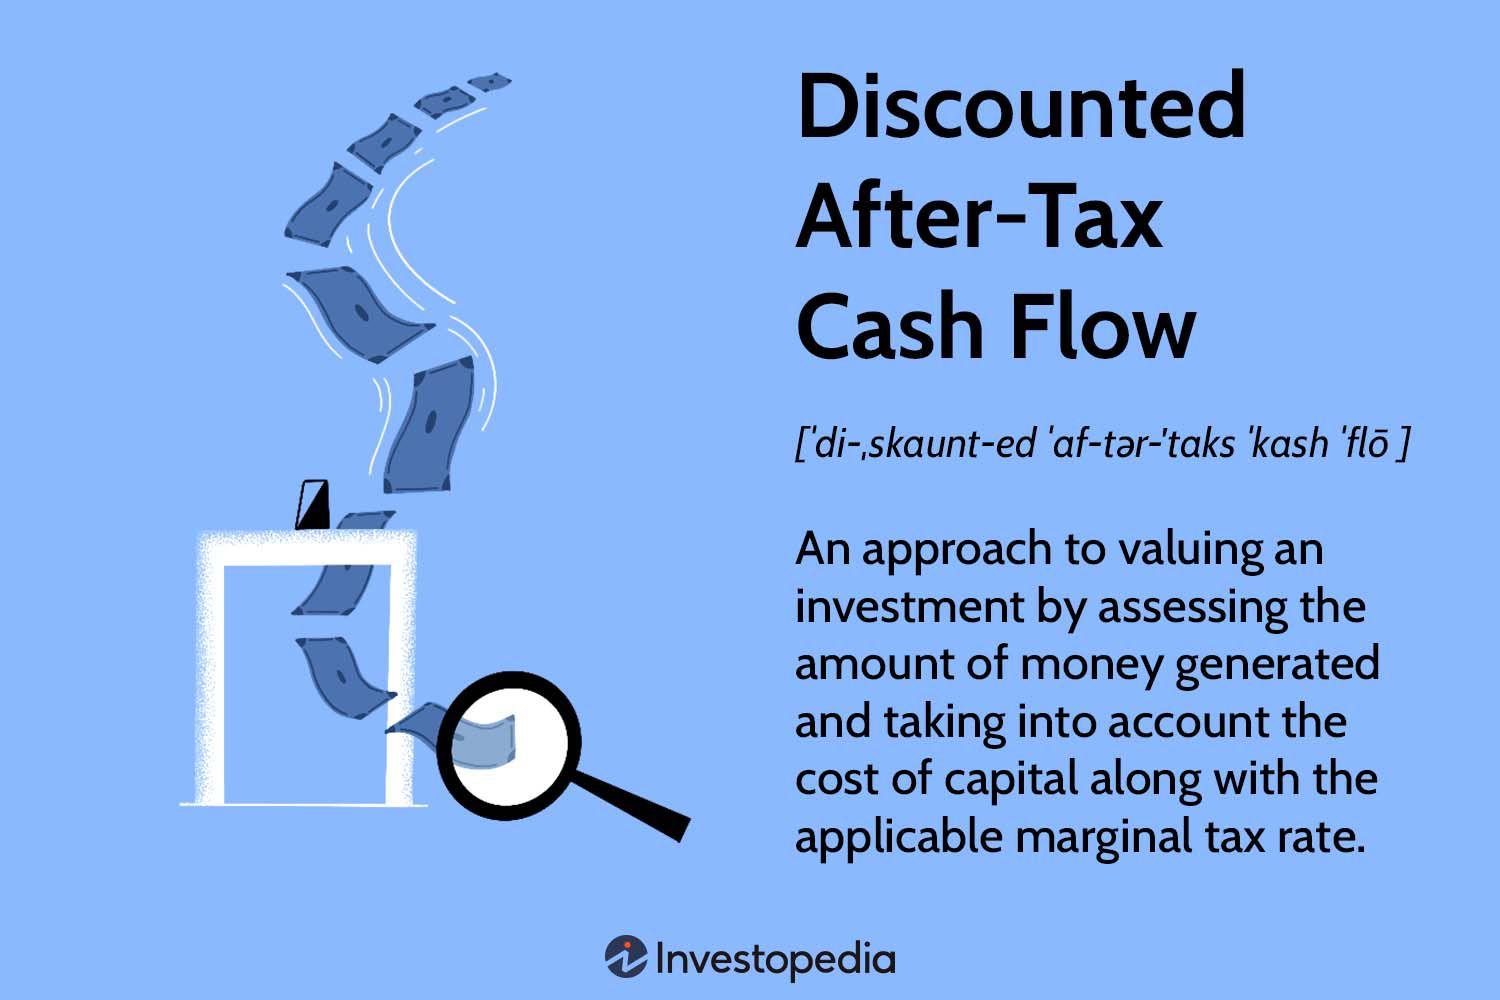 Discounted
After-Tax
Cash Flow
[ˈdi-ˌskaunt-ed ˈaf-tər-ˈtaks ˈkash ˈflō ]
An approach to valuing an
investment by assessing the
amount of money generated
and taking into account the
cost of capital along with the
applicable marginal tax rate.
Investopedia